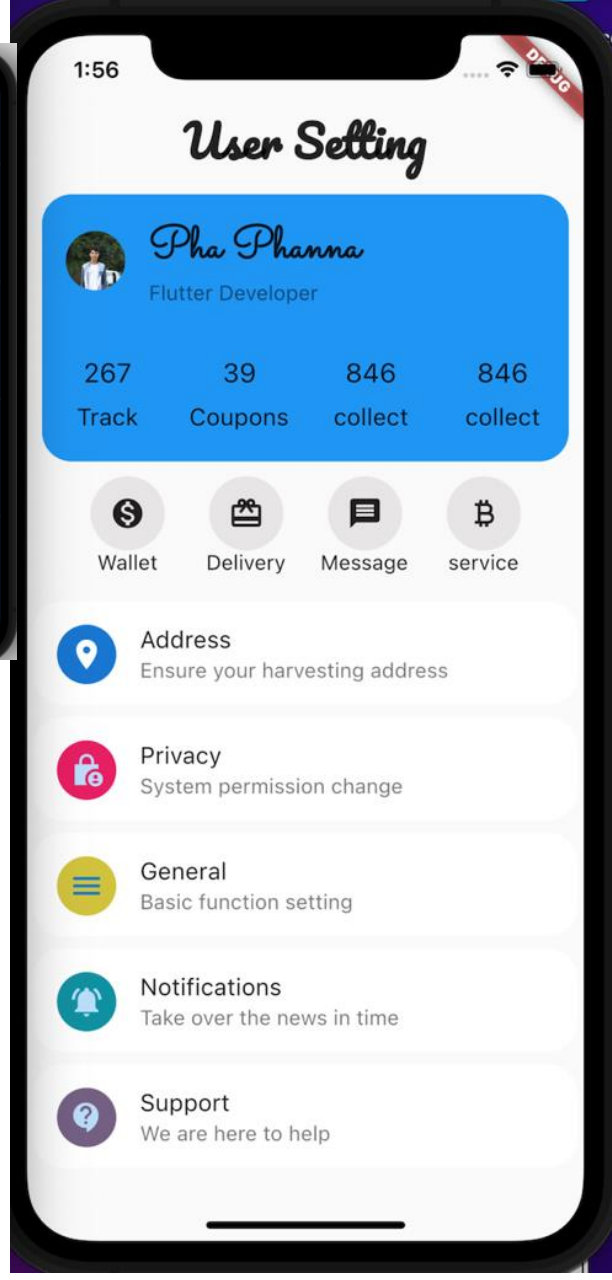 1:56
DEBUG
User Setting
Pha Phanna
Flutter Developer
267 39 846 846
Track Coupons collect collect
Wallet Delivery Message service
Address
Ensure your harvesting address
Privacy
System permission change
General
Basic function setting
Notifications
Take over the news in time
Support
We are here to help